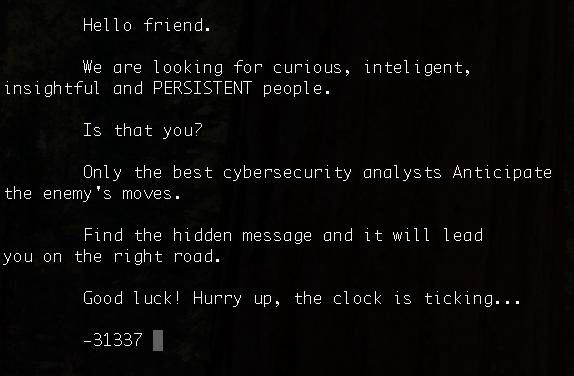 Hello friend.
We are looking for curious, inteligent,
insightful and PERSISTENT people.
Is that you?
Only the best cybersecurity analysts Anticipate
the enemy's moves.
Find the hidden message and it will lead
you on the right road.
Good luck! Hurry up, the clock is ticking...
-31337